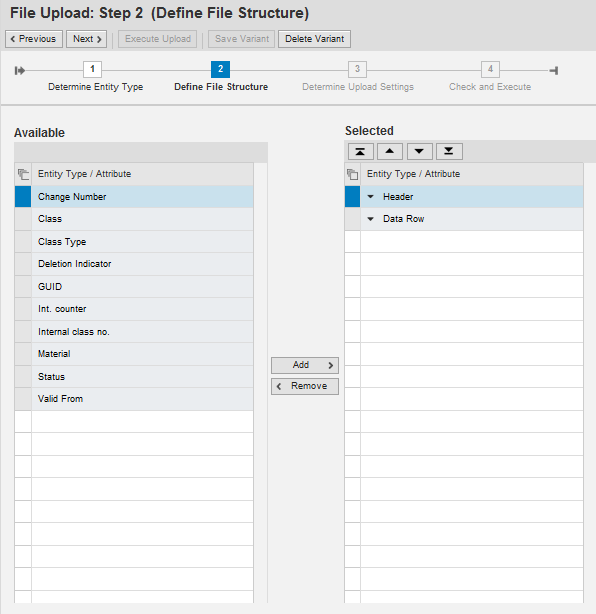 File Upload: Step 2 (Define File Structure)
Previous Next Execute Upload Save Variant Delete Variant
1 2 3 4
Determine Entity Type Define File Structure Determine Upload Settings Check and Execute
Available
Entity Type / Attribute
Change Number
Class
Class Type
Deletion Indicator
GUID
Int. counter
Internal class no.
Material
Status
Valid From
Add
Remove
Selected
Entity Type / Attribute
Header
Data Row